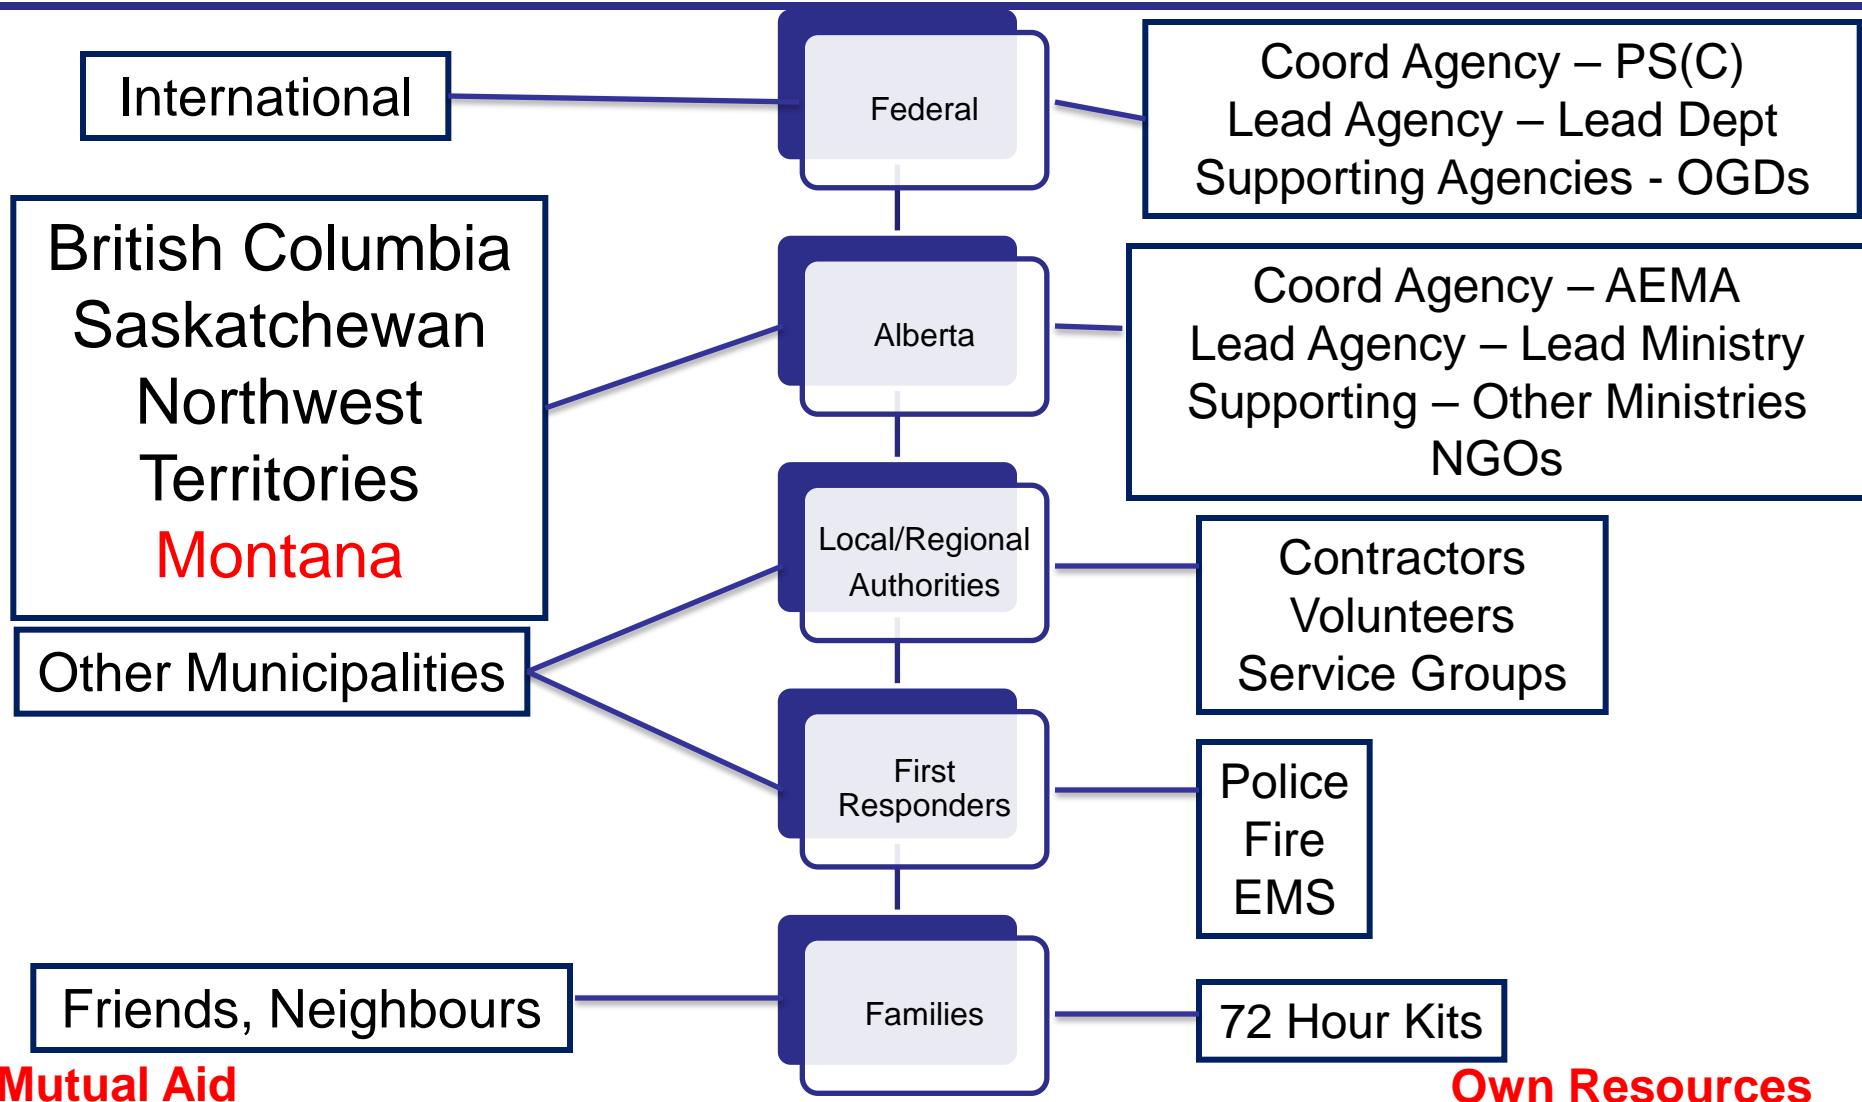 International
Federal
Coord Agency – PS(C)
Lead Agency – Lead Dept
Supporting Agencies - OGDs
British Columbia
Saskatchewan
Northwest
Territories
Montana
Alberta
Coord Agency – AEMA
Lead Agency – Lead Ministry
Supporting – Other Ministries
NGOs
Other Municipalities
Local/Regional
Authorities
Contractors
Volunteers
Service Groups
First
Responders
Police
Fire
EMS
Friends, Neighbours
Families
72 Hour Kits
Mutual Aid
Own Resources